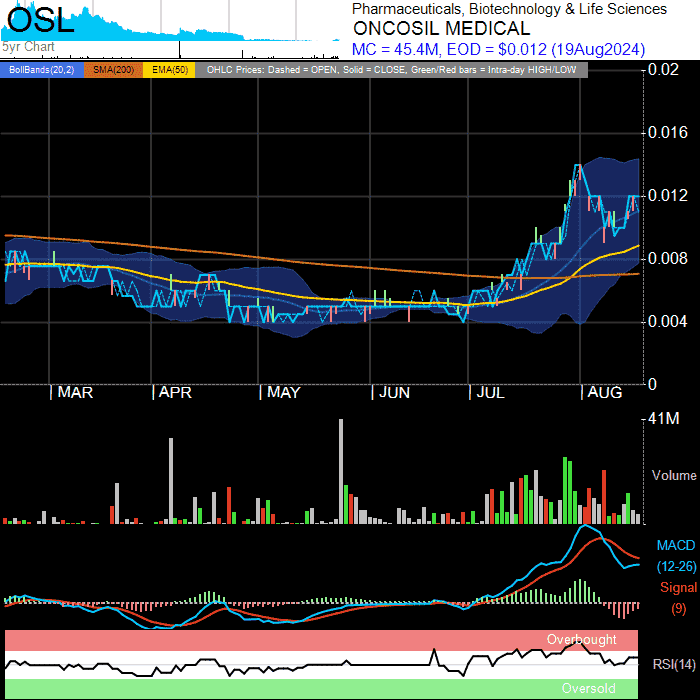 OSL
5yr Chart
Pharmaceuticals, Biotechnology & Life Sciences
ONCOSIL MEDICAL
MC = 45.4M, EOD = $0.012 (19Aug2024)
BollBands(20,2) SMA(200) EMA(50) OHLC Prices: Dashed = OPEN, Solid = CLOSE, Green/Red bars = Intra-day HIGH/LOW
0.02
0.016
0.012
0.008
0.004
0
MAR APR MAY JUN JUL AUG
41M
Volume
MACD
(12-26)
Signal
(9)
Overbought
RSI(14)
Oversold